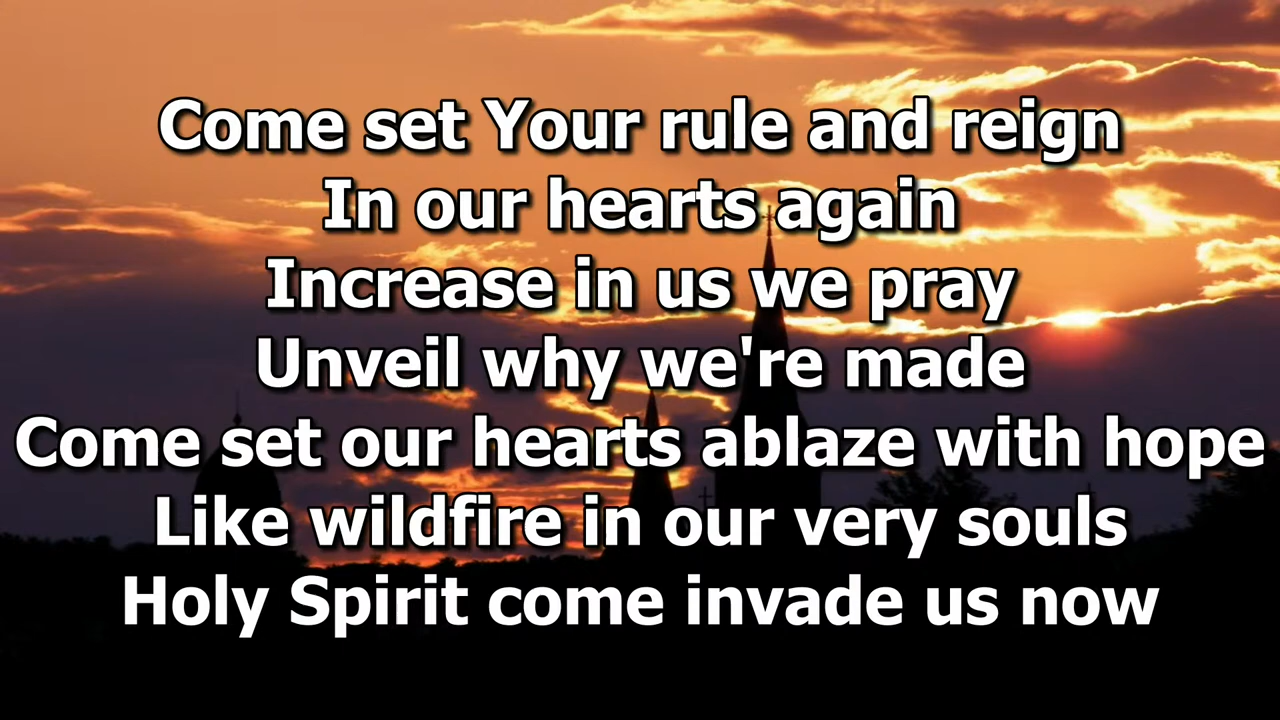 Come set Your rule and reign
In our hearts again
Increase in us we pray
Unveil why we're made
Come set our hearts ablaze with hope
Like wildfire in our very souls
Holy Spirit come invade us now